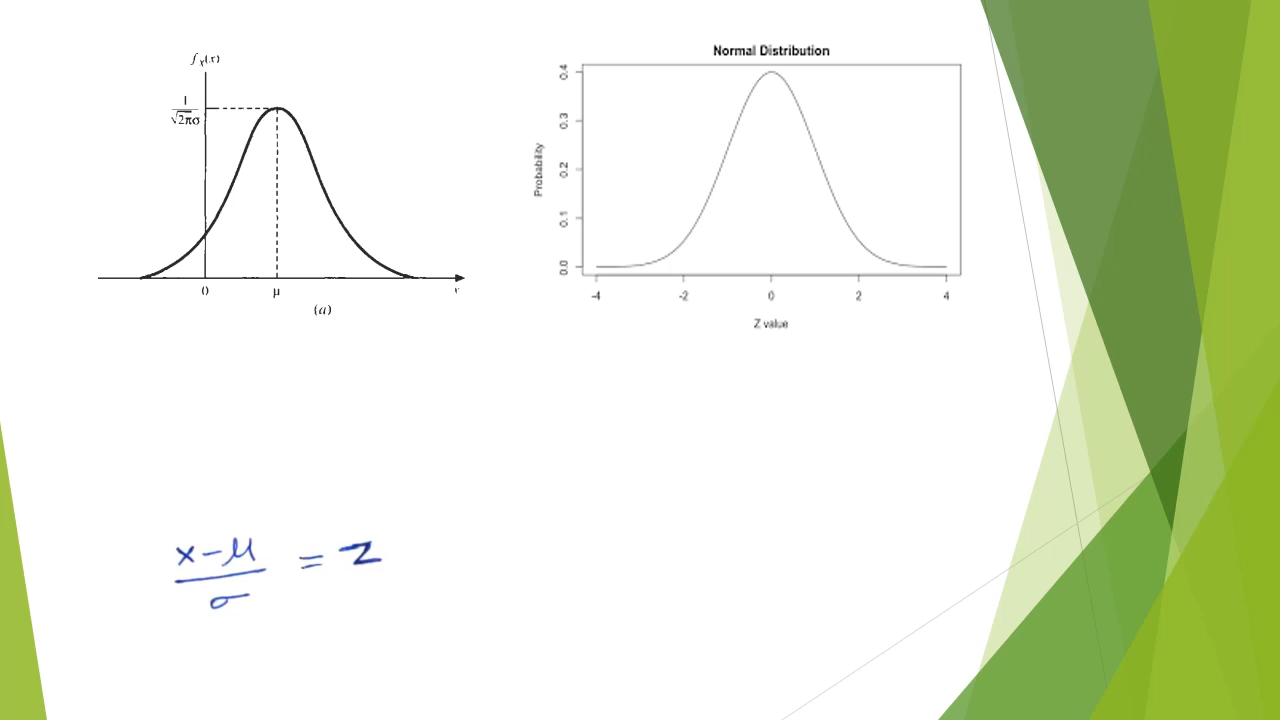 f_X(x)
1
√2πσ
0
μ
x
(a)
Normal Distribution
Probability
0.0
0.1
0.2
0.3
0.4
-4
-2
0
2
4
Z value
x-μ
σ
= Z